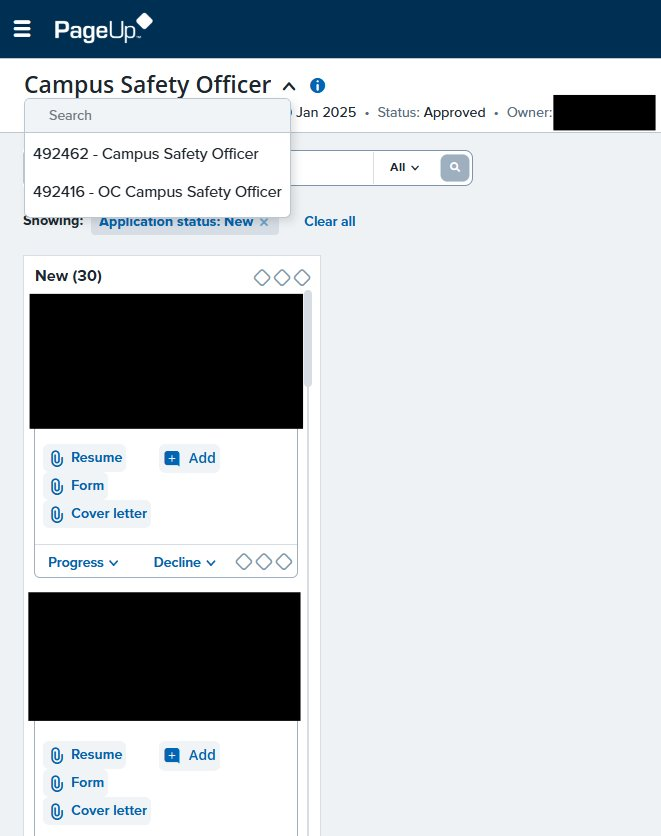 PageUp
Campus Safety Officer
Jan 2025 • Status: Approved • Owner:
Search
492462 - Campus Safety Officer
492416 - OC Campus Safety Officer
All
Showing: Application status: New × Clear all
New (30)
Resume Add
Form
Cover letter
Progress Decline
Resume Add
Form
Cover letter